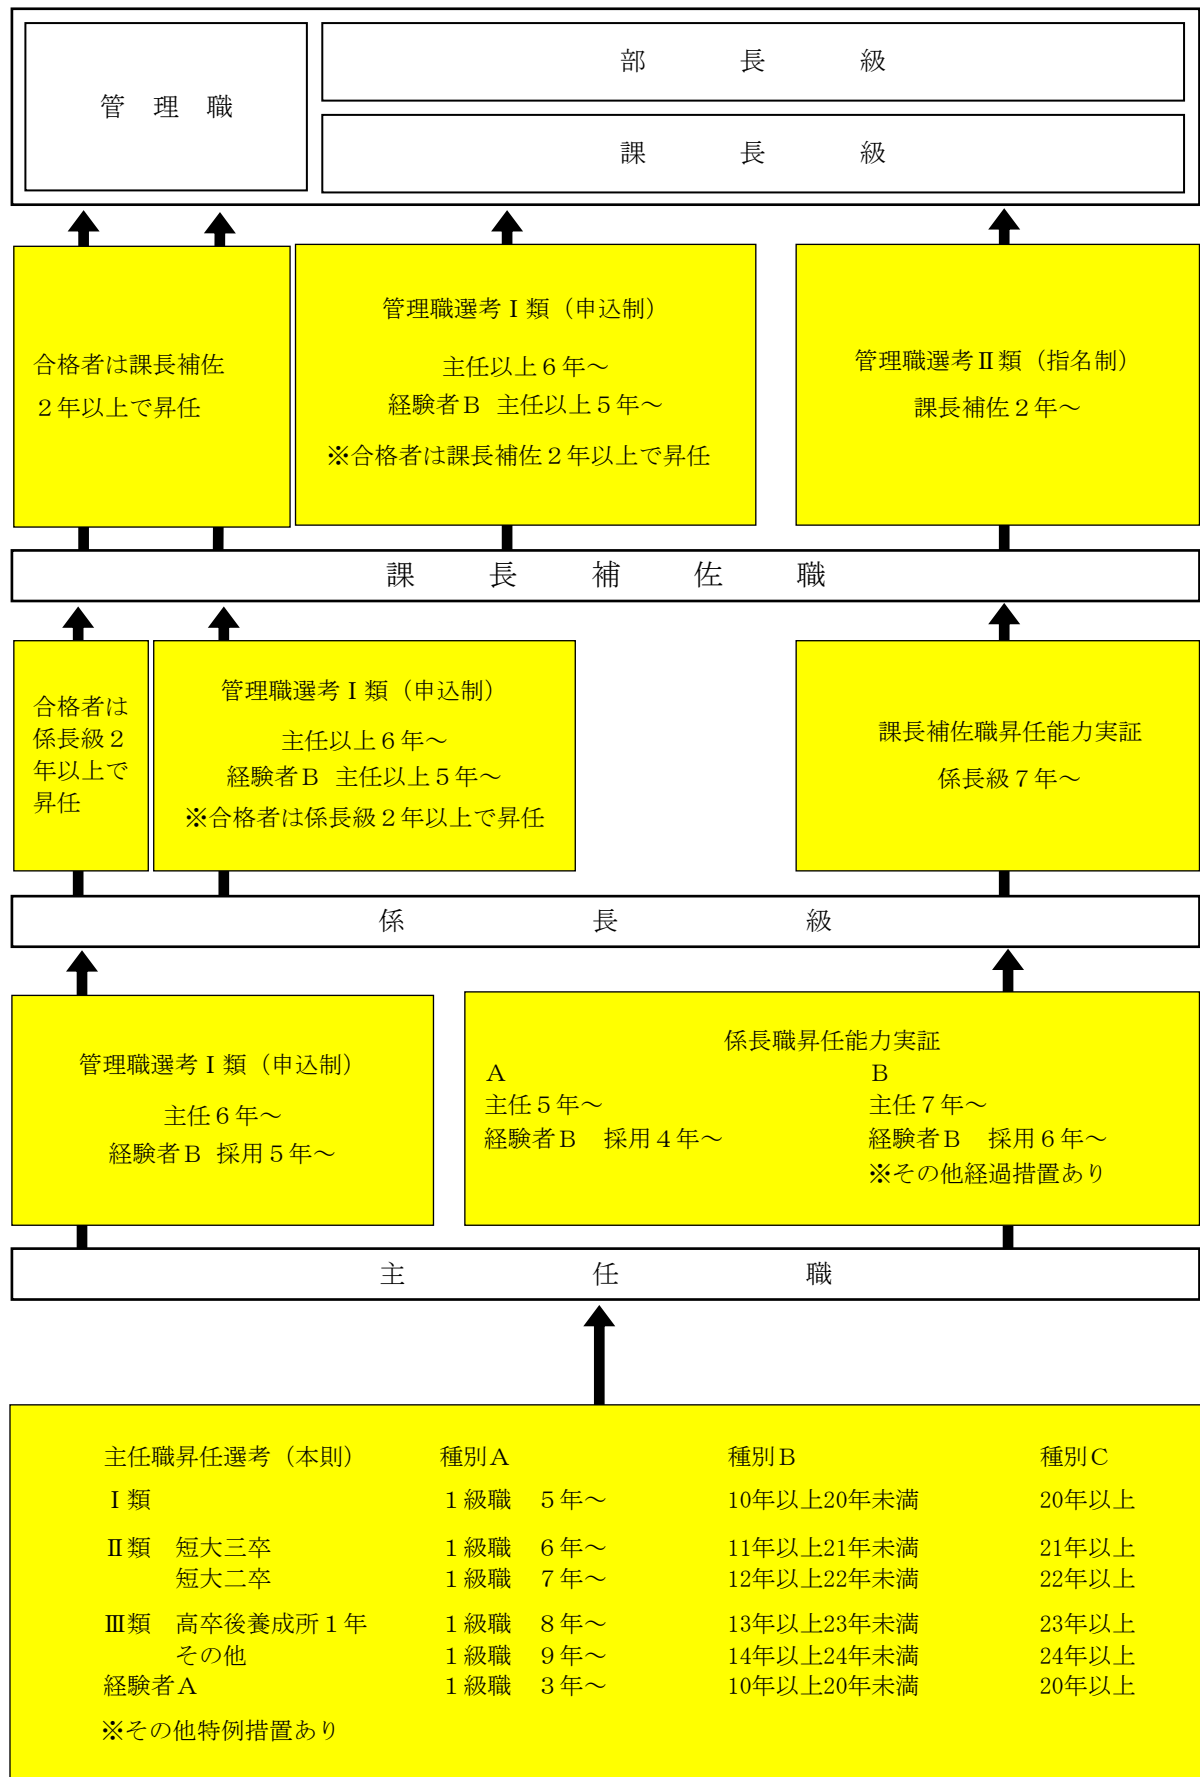 管理職
部長級
課長級
合格者は課長補佐
２年以上で昇任
管理職選考Ⅰ類（申込制）
主任以上６年～
経験者Ｂ 主任以上５年～
※合格者は課長補佐２年以上で昇任
管理職選考Ⅱ類（指名制）
課長補佐２年～
課長補佐職
合格者は
係長級２
年以上で
昇任
管理職選考Ⅰ類（申込制）
主任以上６年～
経験者Ｂ 主任以上５年～
※合格者は係長級２年以上で昇任
課長補佐職昇任能力実証
係長級７年～
係長級
管理職選考Ⅰ類（申込制）
主任６年～
経験者Ｂ 採用５年～
係長職昇任能力実証
Ａ
主任５年～
経験者Ｂ　採用４年～
Ｂ
主任７年～
経験者Ｂ　採用６年～
※その他経過措置あり
主任職
主任職昇任選考（本則）　種別Ａ　種別Ｂ　種別Ｃ
Ⅰ類　１級職　５年～　10年以上20年未満　20年以上
Ⅱ類　短大三卒　１級職　６年～　11年以上21年未満　21年以上
短大二卒　１級職　７年～　12年以上22年未満　22年以上
Ⅲ類　高卒後養成所１年　１級職　８年～　13年以上23年未満　23年以上
その他　１級職　９年～　14年以上24年未満　24年以上
経験者Ａ　１級職　３年～　10年以上20年未満　20年以上
※その他特例措置あり